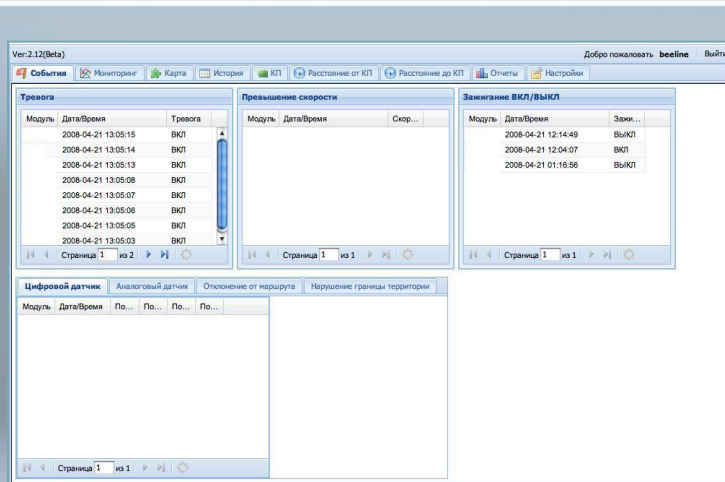 Ver:2.12(Beta) Добро пожаловать beeline Выйти
События Мониторинг Карта История КП Расстояние от КП Расстояние до КП Отчеты Настройки
Тревога Превышение скорости Зажигание ВКЛ/ВЫКЛ
Модуль Дата/Время Тревога Модуль Дата/Время Скор... Модуль Дата/Время Зажи...
2008-04-21 13:05:15 ВКЛ 2008-04-21 12:14:49 ВЫКЛ
2008-04-21 13:05:14 ВКЛ 2008-04-21 12:04:07 ВКЛ
2008-04-21 13:05:13 ВКЛ 2008-04-21 01:16:56 ВЫКЛ
2008-04-21 13:05:08 ВКЛ
2008-04-21 13:05:07 ВКЛ
2008-04-21 13:05:06 ВКЛ
2008-04-21 13:05:05 ВКЛ
2008-04-21 13:05:03 ВКЛ
Страница 1 из 2 Страница 1 из 1 Страница 1 из 1
Цифровой датчик Аналоговый датчик Отклонение от маршрута Нарушение границы территории
Модуль Дата/Время По... По... По... По...
Страница 1 из 1